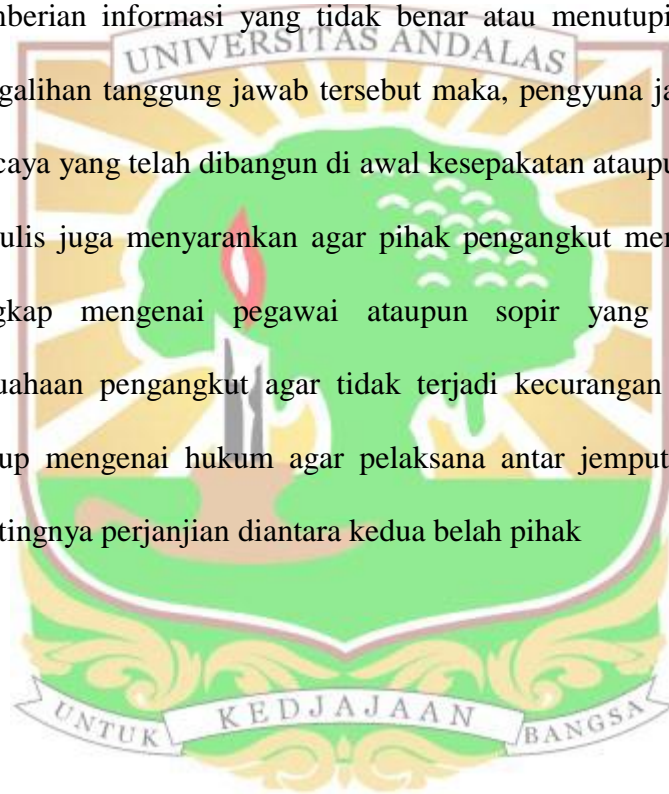 mberian informasi yang tidak benar atau menutupi
UNIVERSITAS ANDALAS
galihan tanggung jawab tersebut maka, pengyuna ja
caya yang telah dibangun di awal kesepakatan ataupu
ulis juga menyarankan agar pihak pengangkut mer
gkap mengenai pegawai ataupun sopir yang
uahaan pengangkut agar tidak terjadi kecurangan
up mengenai hukum agar pelaksana antar jemput
tingnya perjanjian diantara kedua belah pihak
UNTUK KEDJAJAAN BANGSA